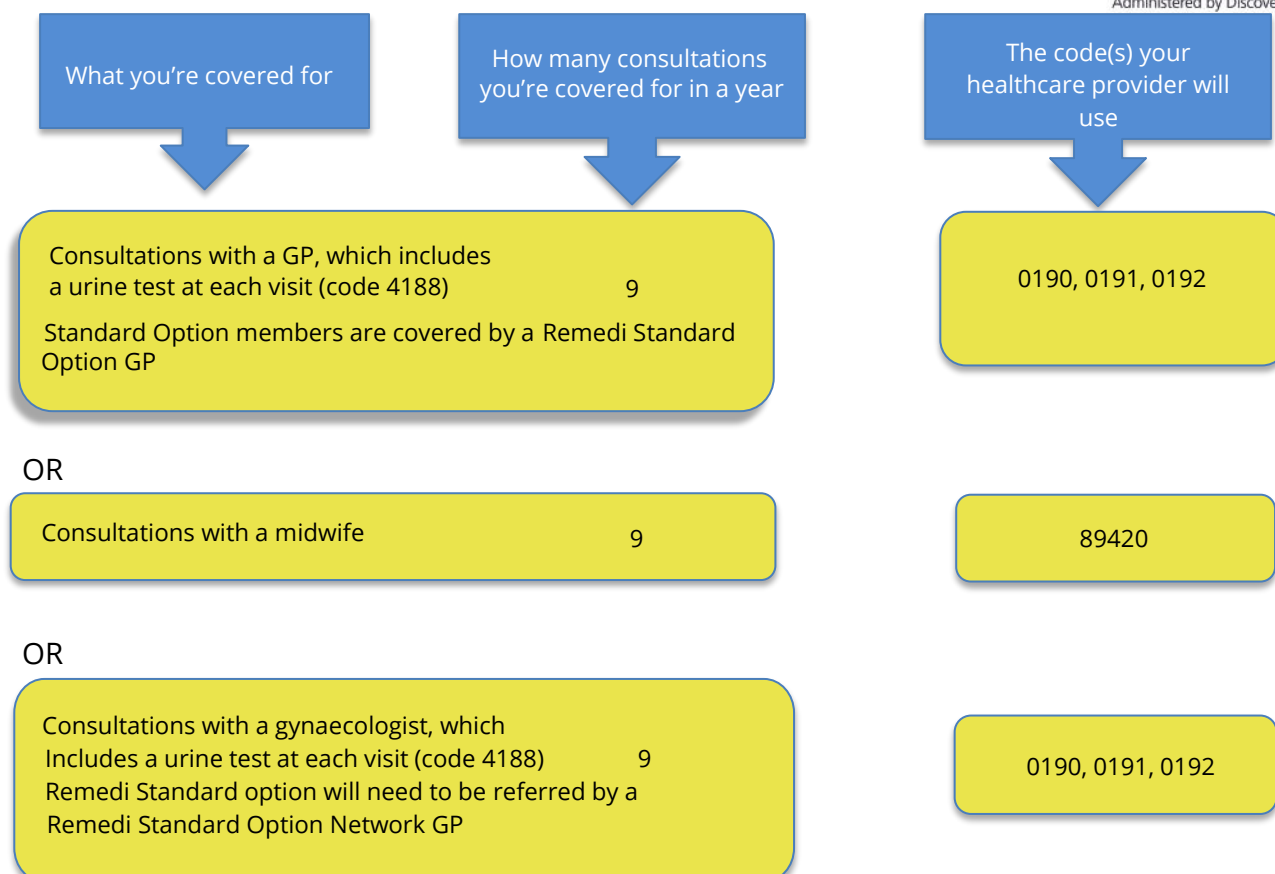 Administered by
What you're covered for
How many consultations
you're covered for in a year
The code(s) your
healthcare provider will
use
Consultations with a GP, which includes
a urine test at each visit (code 4188) 9
Standard Option members are covered by a Remedi Standard
Option GP
0190, 0191, 0192
OR
Consultations with a midwife 9
89420
OR
Consultations with a gynaecologist, which
Includes a urine test at each visit (code 4188) 9
Remedi Standard option will need to be referred by a
Remedi Standard Option Network GP
0190, 0191, 0192